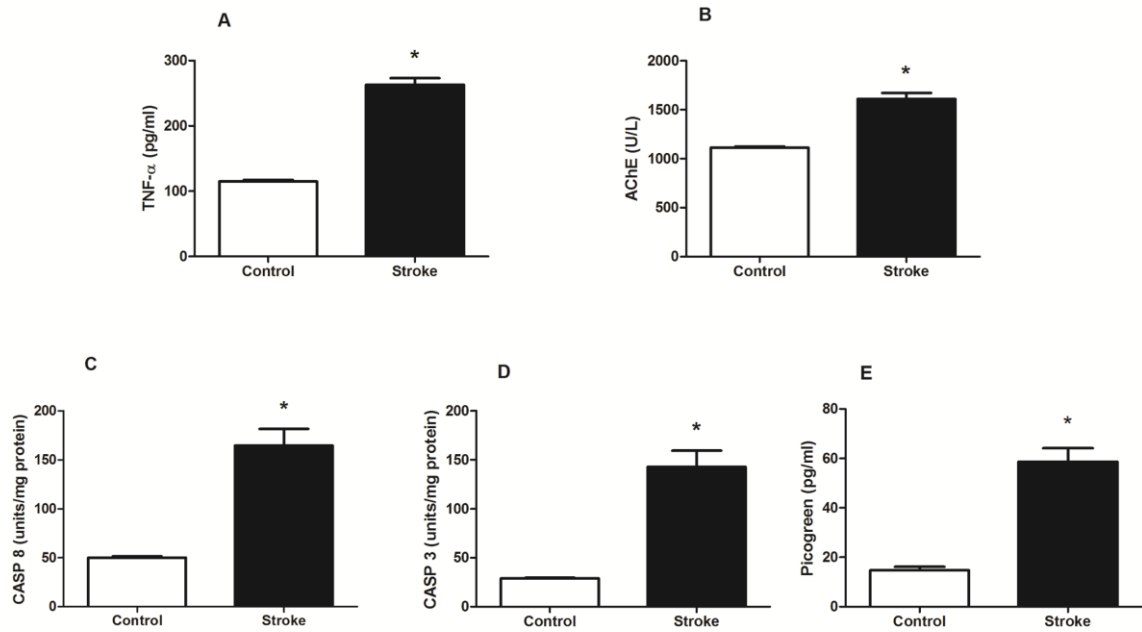 A
TNF-α (pg/ml)
300
200
100
0
*
Control Stroke
B
AChE (U/L)
2000
1500
1000
500
0
*
Control Stroke
C
CASP 8 (units/mg protein)
200
150
100
50
0
*
Control Stroke
D
CASP 3 (units/mg protein)
200
150
100
50
0
*
Control Stroke
E
Picogreen (pg/ml)
80
60
40
20
0
*
Control Stroke